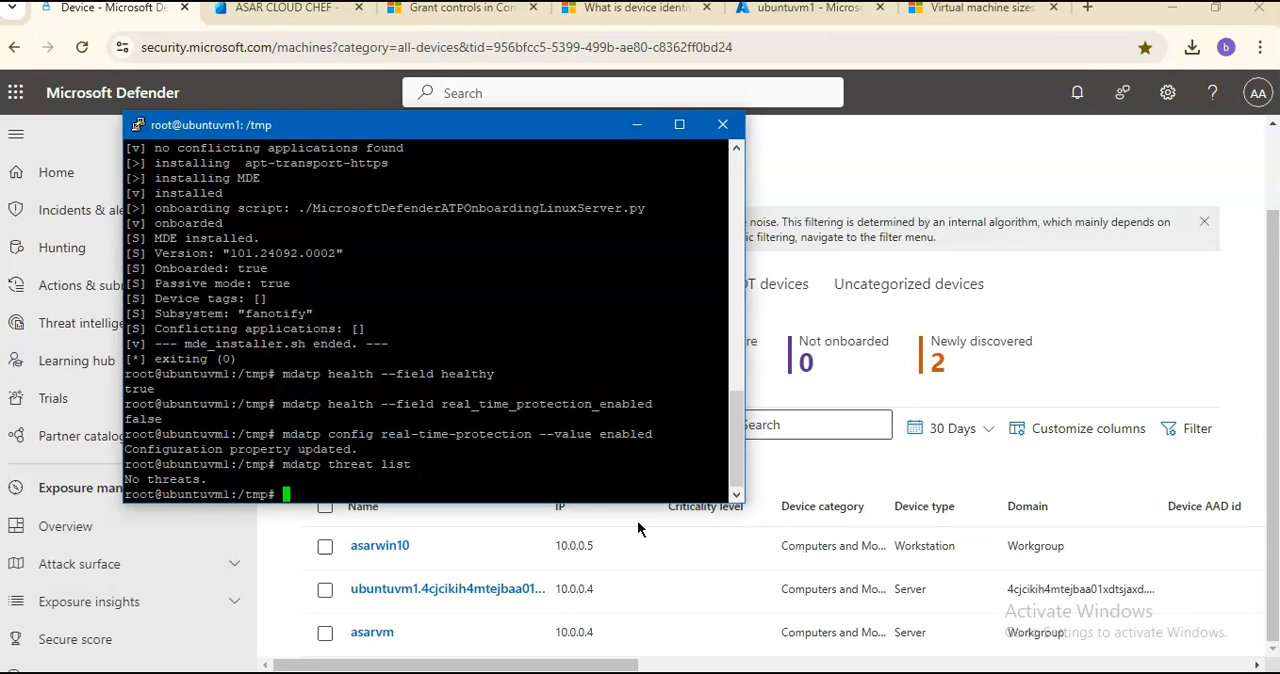 Device - Microsoft De
ASAR CLOUD CHEF -
Grant controls in Con
What is device identi
ubuntuvm1 - Microso
Virtual machine sizes
security.microsoft.com/machines?category=all-devices&tid=956bfcc5-5399-499b-ae80-c8362ff0bd24
b
Microsoft Defender
Search
AA
Home
Incidents & ale
Hunting
Actions & subm
Threat intellige
Learning hub
Trials
Partner catalog
Exposure man
Overview
Attack surface
Exposure insights
Secure score
root@ubuntuvm1: /tmp
[v] no conflicting applications found
[>] installing  apt-transport-https
[>] installing MDE
[v] installed
[>] onboarding script: ./MicrosoftDefenderATPOnboardingLinuxServer.py
[v] onboarded
[S] MDE installed.
[S] Version: "101.24092.0002"
[S] Onboarded: true
[S] Passive mode: true
[S] Device tags: []
[S] Subsystem: "fanotify"
[S] Conflicting applications: []
[v] --- mde_installer.sh ended. ---
[*] exiting (0)
root@ubuntuvm1:/tmp# mdatp health --field healthy
true
root@ubuntuvm1:/tmp# mdatp health --field real_time_protection_enabled
false
root@ubuntuvm1:/tmp# mdatp config real-time-protection --value enabled
Configuration property updated.
root@ubuntuvm1:/tmp# mdatp threat list
No threats.
root@ubuntuvm1:/tmp#
noise. This filtering is determined by an internal algorithm, which mainly depends on
ic filtering, navigate to the filter menu.
OT devices Uncategorized devices
re Not onboarded Newly discovered
0 2
Search 30 Days Customize columns Filter
Name IP Criticality level Device category Device type Domain Device AAD id
asarwin10 10.0.0.5 Computers and Mo... Workstation Workgroup
ubuntuvm1.4cjcikih4mtejbaa01... 10.0.0.4 Computers and Mo... Server 4cjcikih4mtejbaa01xdtsjaxd....
asarvm 10.0.0.4 Computers and Mo... Server Workgroup
Activate Windows
Go to Settings to activate Windows.